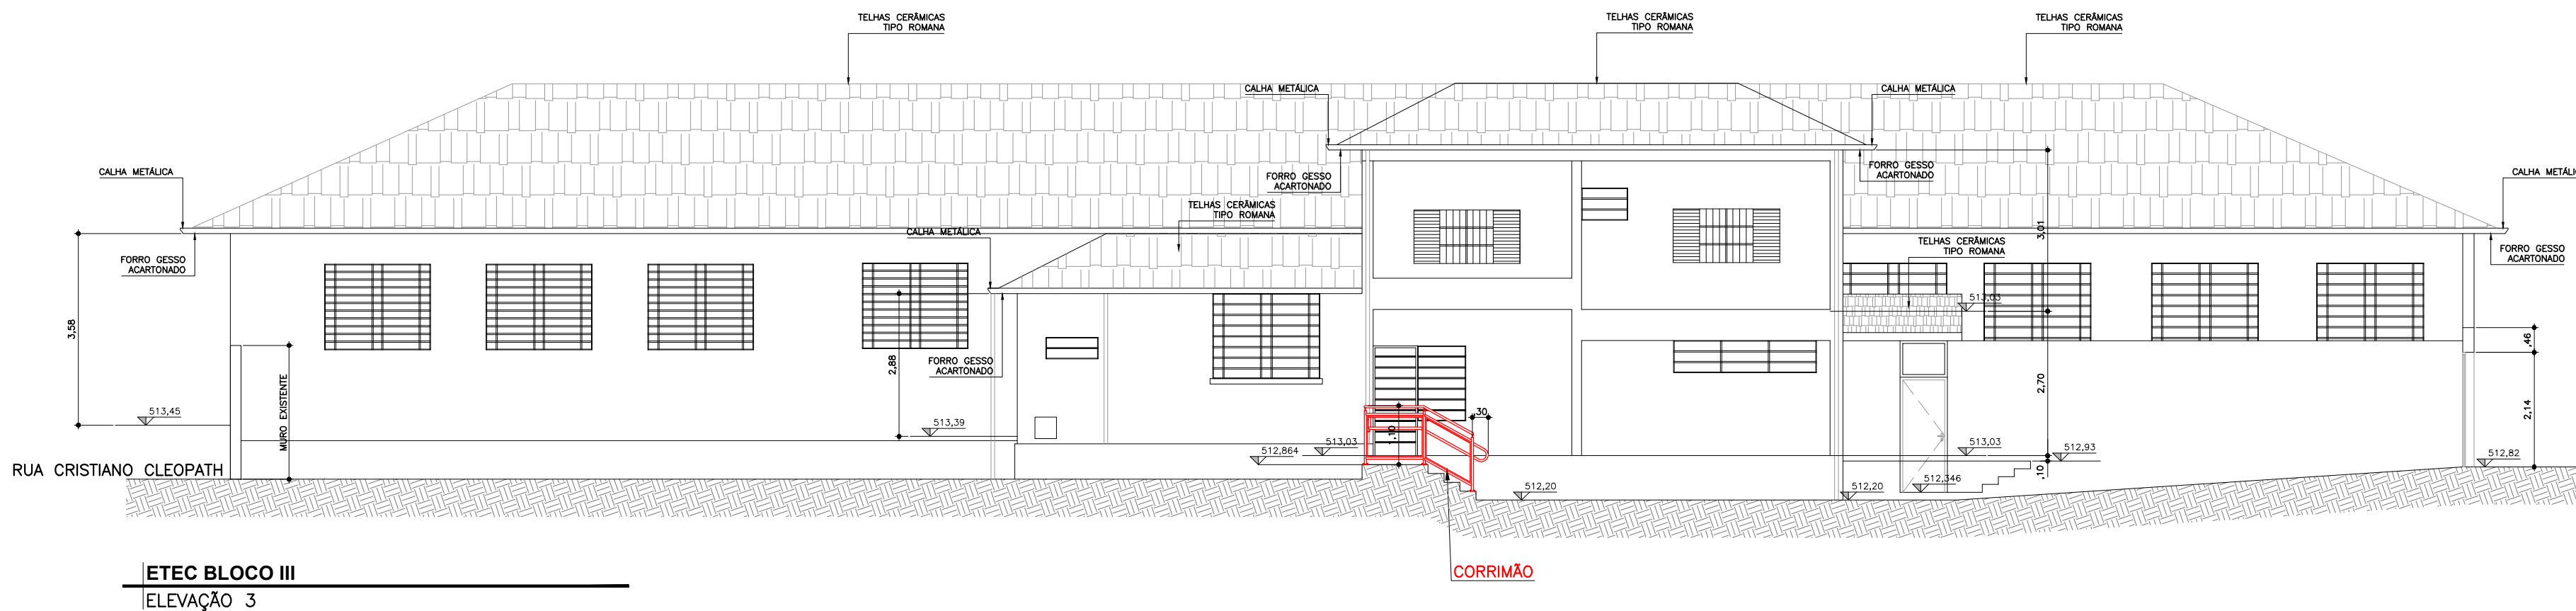 TELHAS CERÂMICAS
TIPO ROMANA
TELHAS CERÂMICAS
TIPO ROMANA
TELHAS CERÂMICAS
TIPO ROMANA
CALHA METÁLICA
CALHA METÁLICA
CALHA METÁLICA
FORRO GESSO
ACARTONADO
FORRO GESSO
ACARTONADO
CALHA METÁLI
TELHAS CERÂMICAS
TIPO ROMANA
CALHA METÁLICA
3,01
TELHAS CERÂMICAS
TIPO ROMANA
FORRO GESSO
ACARTONADO
FORRO GESSO
ACARTONADO
3,58
513,03
2,88
FORRO GESSO
ACARTONADO
,46
2,70
MURO EXISTENTE
513,45
,30
2,14
513,39
1,10
513,03
513,03
512,93
512,864
512,82
RUA CRISTIANO CLEOPATH
,10
512,346
512,20
512,20
CORRIMÃO
ETEC BLOCO III
ELEVAÇÃO 3